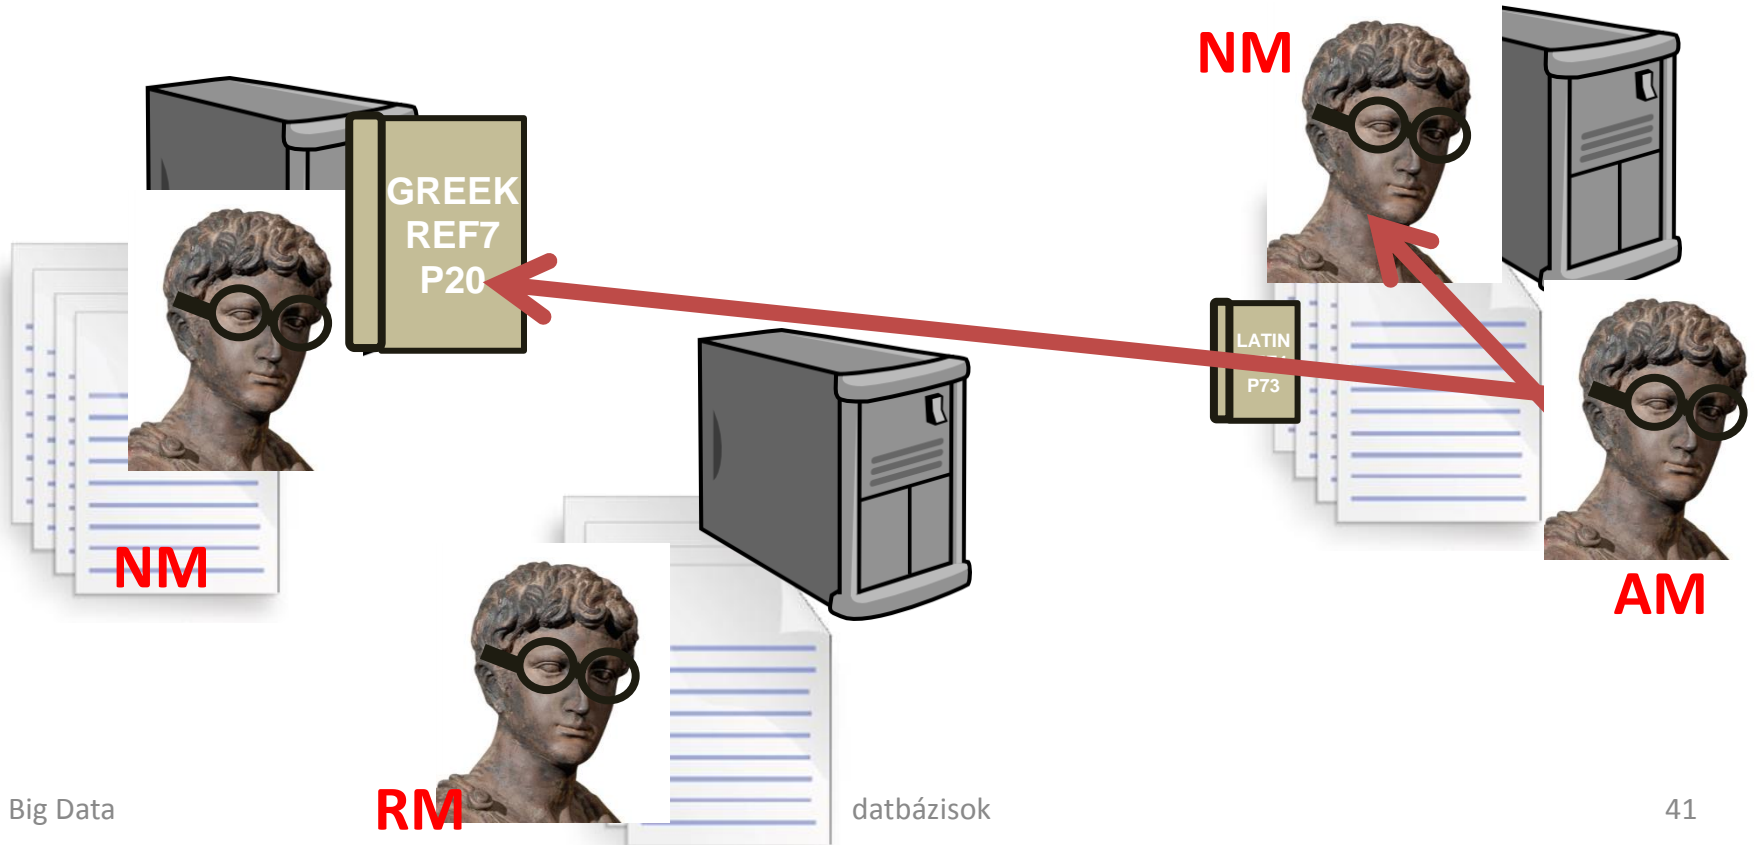 NM
GREEK
REF7
P20
LATIN
P73
NM
AM
RM
Big Data
datbázisok
41